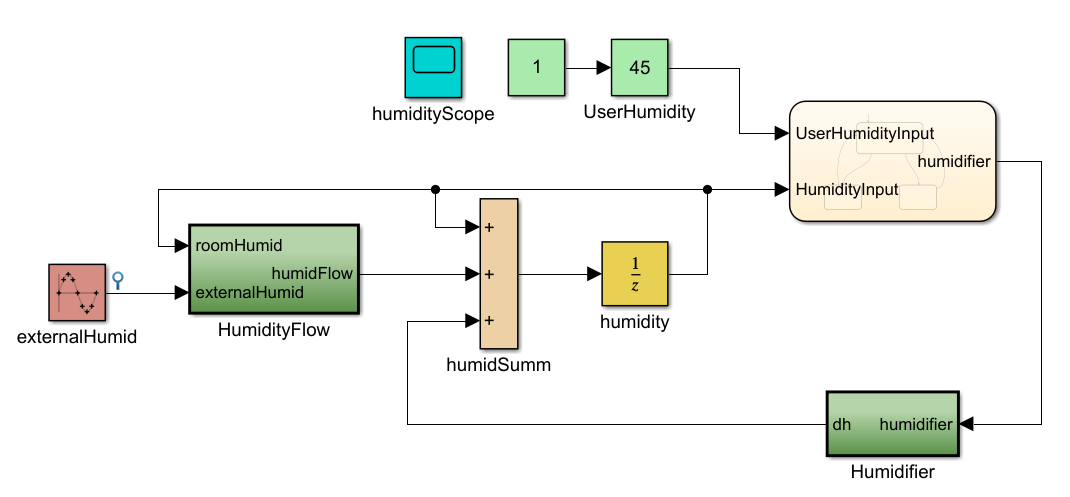 1
45
humidityScope
UserHumidity
UserHumidityInput
humidifier
HumidityInput
roomHumid
humidFlow
externalHumid
HumidityFlow
externalHumid
+
+
+
humidSumm
1
z
humidity
dh
humidifier
Humidifier